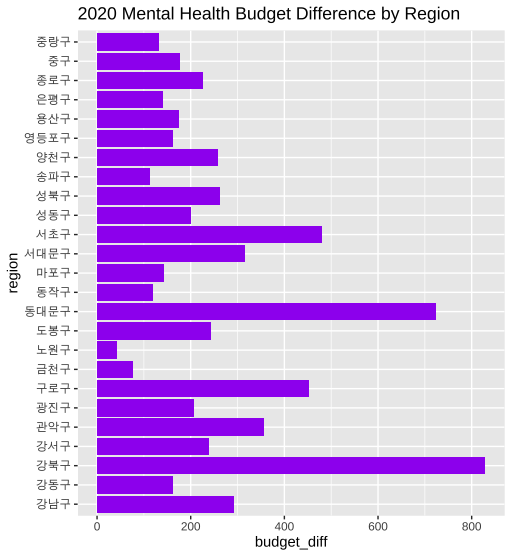 2020 Mental Health Budget Difference by Region
중랑구
중구
종로구
은평구
용산구
영등포구
양천구
송파구
성북구
성동구
서초구
서대문구
마포구
동작구
동대문구
도봉구
노원구
금천구
구로구
광진구
관악구
강서구
강북구
강동구
강남구
region
0 200 400 600 800
budget_diff